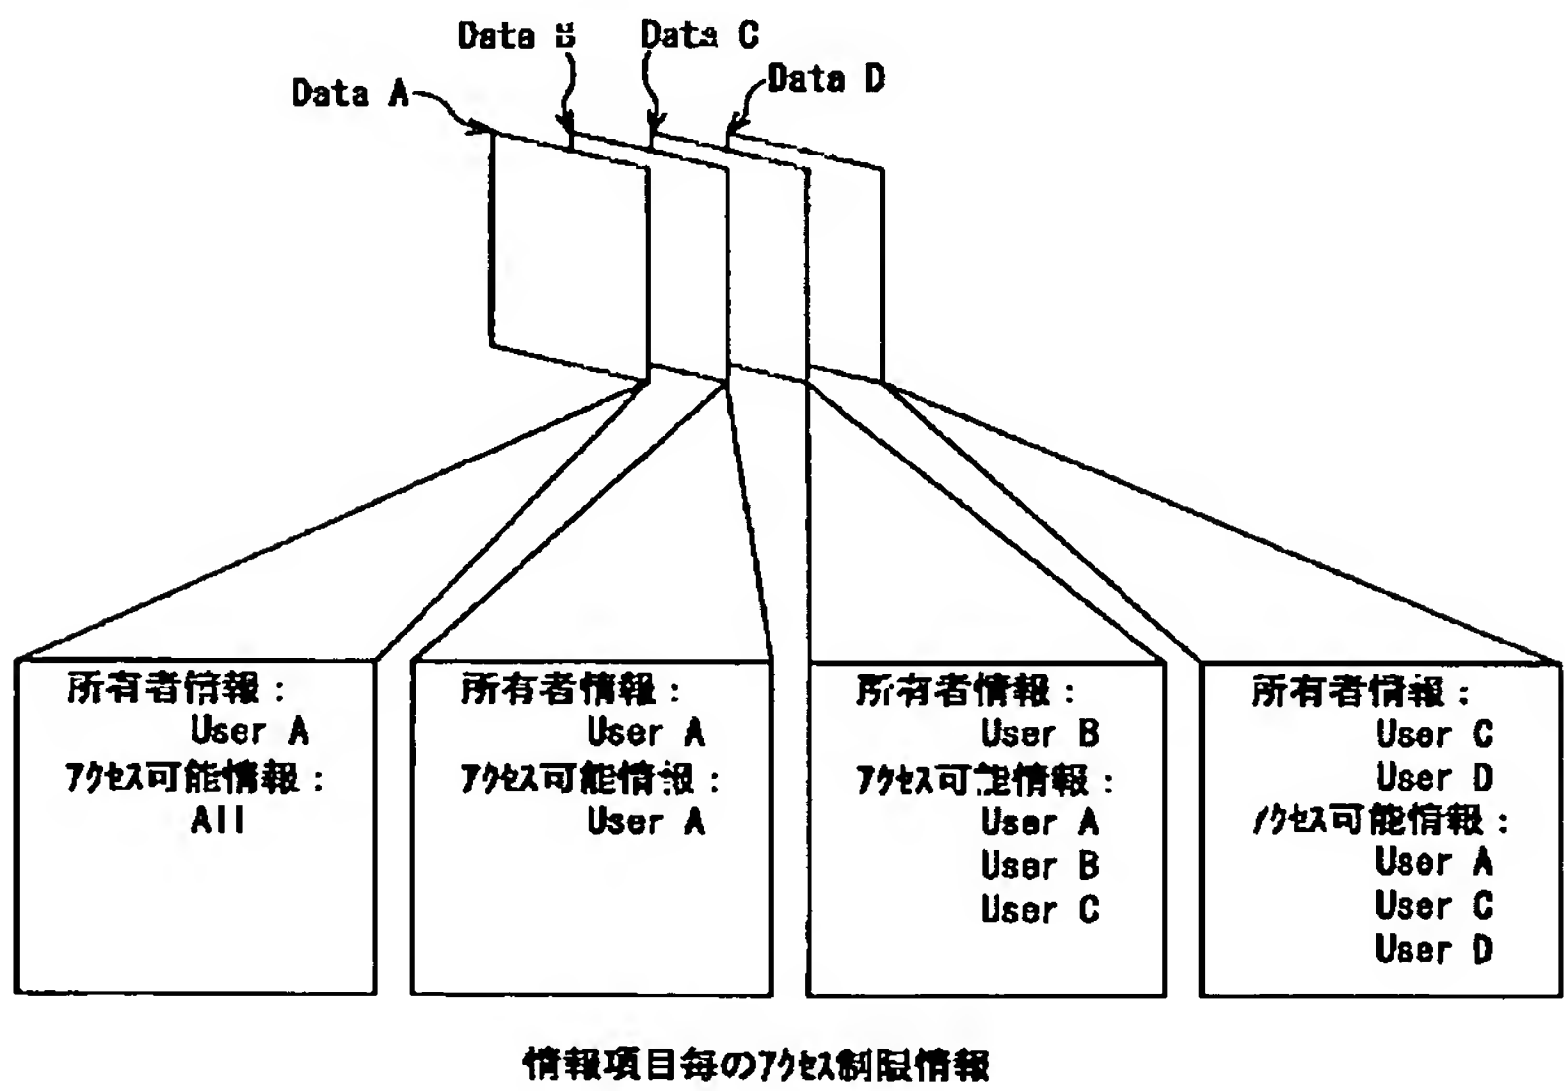 Data B
Data C
Data A
Data D
所有者情報：
User A
アクセス可能情報：
All
所有者情報：
User A
アクセス可能情報：
User A
所有者情報：
User B
アクセス可能情報：
User A
User B
User C
所有者情報：
User C
User D
アクセス可能情報：
User A
User C
User D
情報項目毎のアクセス制限情報